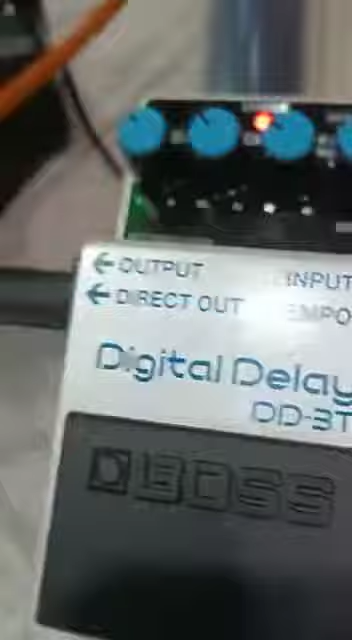 ← OUTPUT INPUT
← DIRECT OUT
Digital Delay
DD-3T
BOSS